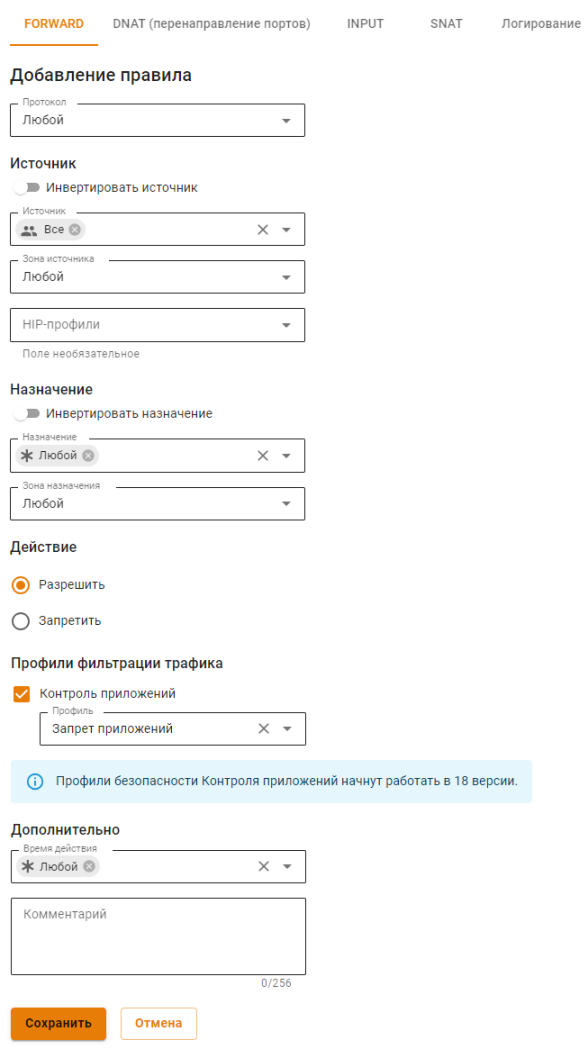 FORWARD DNAT (перенаправление портов) INPUT SNAT Логирование
Добавление правила
Протокол
Любой
Источник
Инвертировать источник
Источник
Все
Зона источника
Любой
HIP-профили
Поле необязательное
Назначение
Инвертировать назначение
Назначение
Любой
Зона назначения
Любой
Действие
Разрешить
Запретить
Профили фильтрации трафика
Контроль приложений
Профиль
Запрет приложений
Профили безопасности Контроля приложений начнут работать в 18 версии.
Дополнительно
Время действия
Любой
Комментарий
0/256
Сохранить Отмена